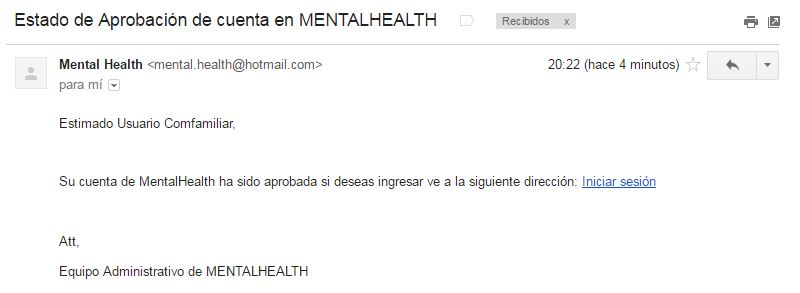 Estado de Aprobación de cuenta en MENTALHEALTH
Recibidos x
Mental Health <mental.health@hotmail.com> 20:22 (hace 4 minutos)
para mí
Estimado Usuario Comfamiliar,
Su cuenta de MentalHealth ha sido aprobada si deseas ingresar ve a la siguiente dirección: Iniciar sesión
Att,
Equipo Administrativo de MENTALHEALTH